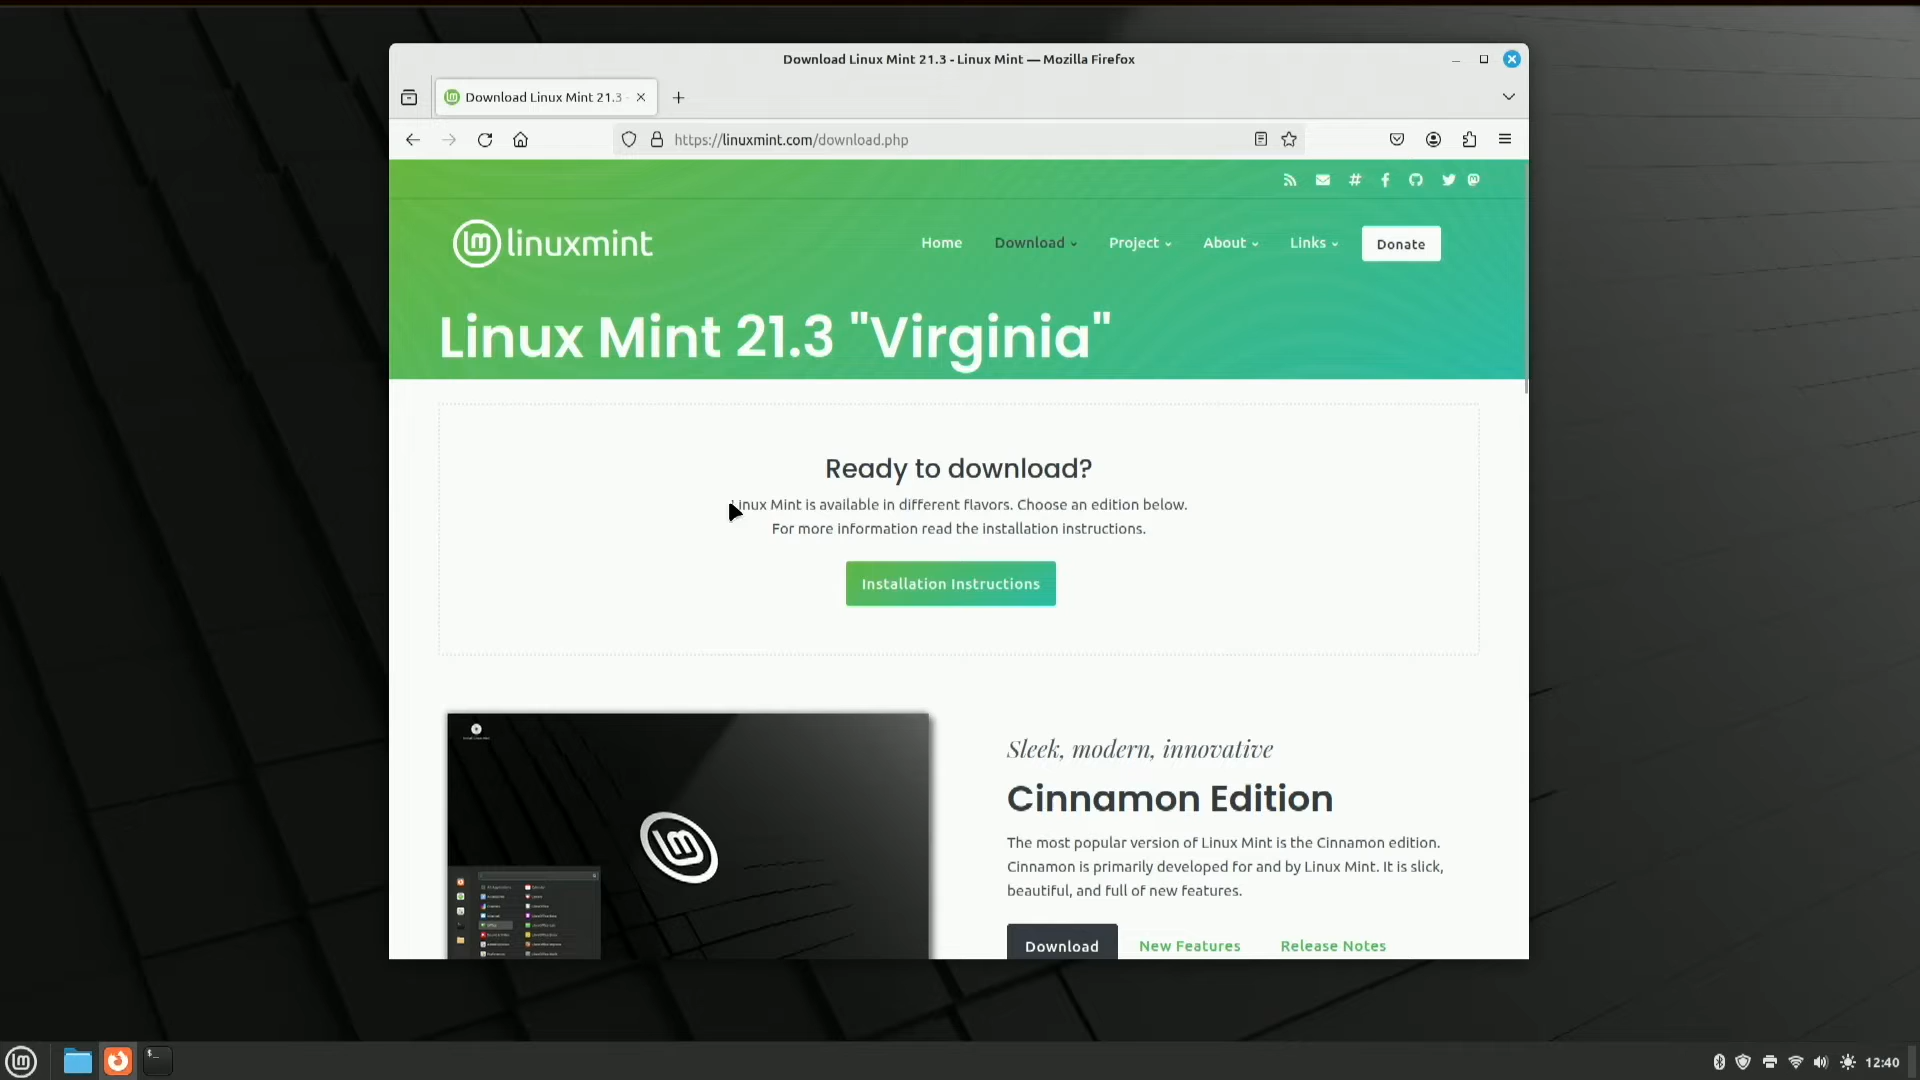 Download Linux Mint 21.3 - Linux Mint — Mozilla Firefox
Download Linux Mint 21.3
https://linuxmint.com/download.php
linuxmint
Home
Download
Project
About
Links
Donate
Linux Mint 21.3 "Virginia"
Ready to download?
Linux Mint is available in different flavors. Choose an edition below.
For more information read the installation instructions.
Installation Instructions
Sleek, modern, innovative
Cinnamon Edition
The most popular version of Linux Mint is the Cinnamon edition.
Cinnamon is primarily developed for and by Linux Mint. It is slick,
beautiful, and full of new features.
Download
New Features
Release Notes
12:40